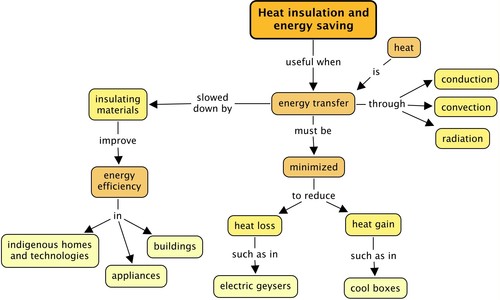 Heat insulation and
energy saving
useful when
heat
is
slowed
down by
energy transfer
through
conduction
convection
radiation
insulating
materials
improve
must be
energy
efficiency
minimized
in
to reduce
indigenous homes
and technologies
buildings
appliances
heat loss
heat gain
such as in
such as in
electric geysers
cool boxes